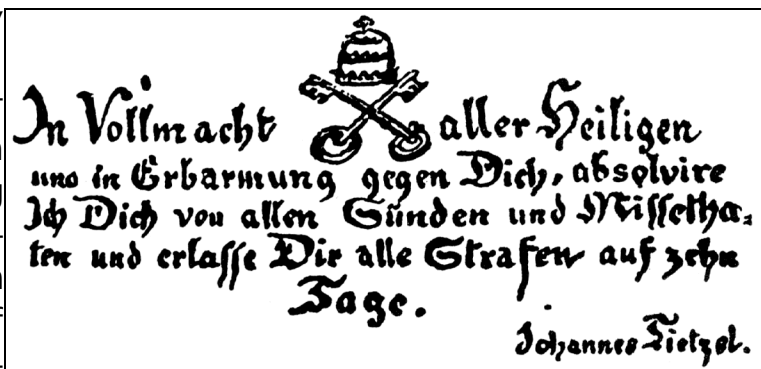 In Vollmacht aller Heiligen
und in Erbarmung gegen Dich, absolvire
Ich Dich von allen Sünden und Missetha-
ten und erlasse Dir alle Strafen auf zehn
Tage.
Johannes Tietzel.